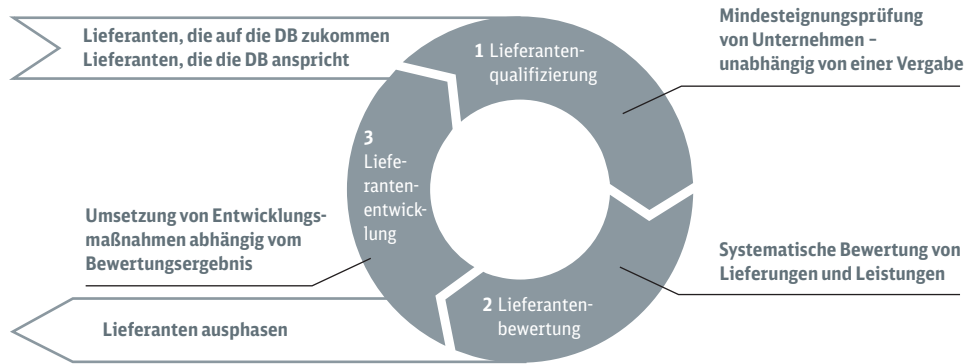 Lieferanten, die auf die DB zukommen
Lieferanten, die die DB anspricht
1 Lieferanten-
qualifizierung
Mindesteignungsprüfung
von Unternehmen –
unabhängig von einer Vergabe
3
Liefe-
ranten-
entwick-
lung
Umsetzung von Entwicklungs-
maßnahmen abhängig vom
Bewertungsergebnis
Systematische Bewertung von
Lieferungen und Leistungen
2 Lieferanten-
bewertung
Lieferanten ausphasen